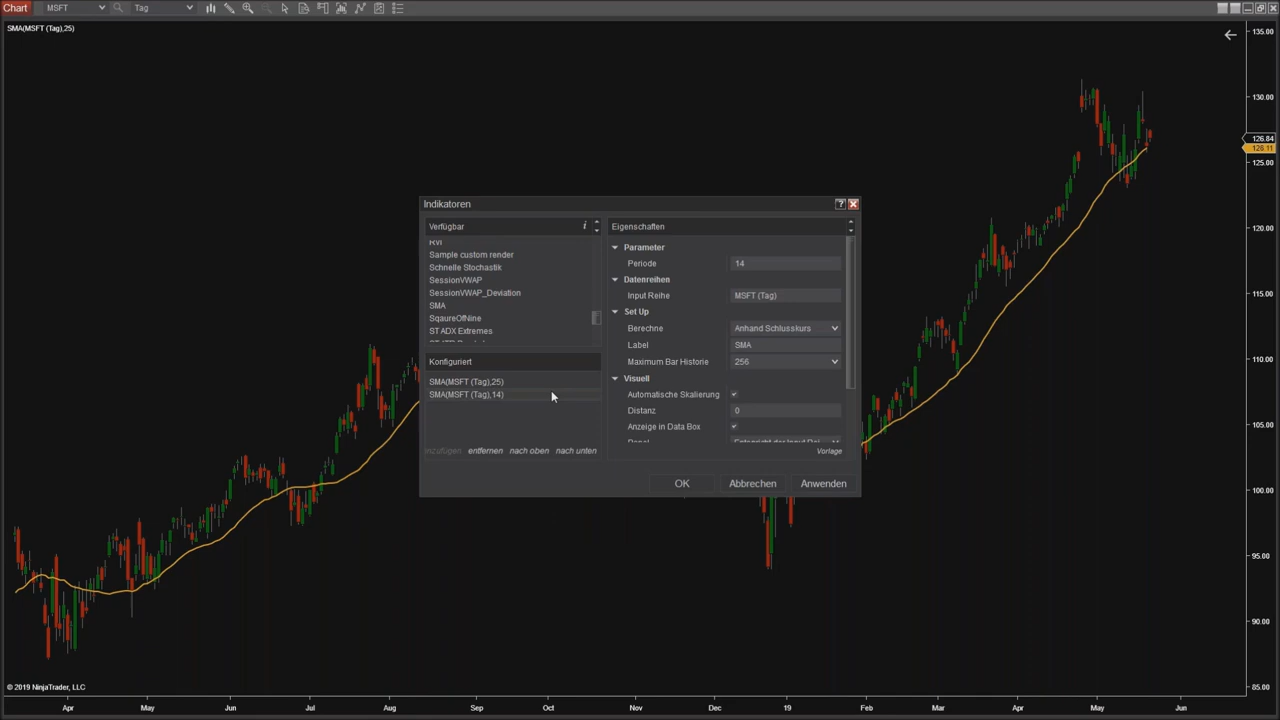 Chart MSFT Tag
SMA(MSFT (Tag),25)
135.00
130.00
126.84
126.11
125.00
120.00
115.00
110.00
105.00
100.00
95.00
90.00
85.00
Indikatoren ?
Verfügbar i
RVI
Sample custom render
Schnelle Stochastik
SessionVWAP
SessionVWAP_Deviation
SMA
SqaureOfNine
ST ADX Extremes
Konfiguriert
SMA(MSFT (Tag),25)
SMA(MSFT (Tag),14)
entfernen nach oben nach unten
Eigenschaften
Parameter
Periode 14
Datenreihen
Input Reihe MSFT (Tag)
Set Up
Berechne Anhand Schlusskurs
Label SMA
Maximum Bar Historie 256
Visuell
Automatische Skalierung
Distanz 0
Anzeige in Data Box
Vorlage
OK Abbrechen Anwenden
© 2019 NinjaTrader, LLC
Apr May Jun Jul Aug Sep Oct Nov Dec 19 Feb Mar Apr May Jun